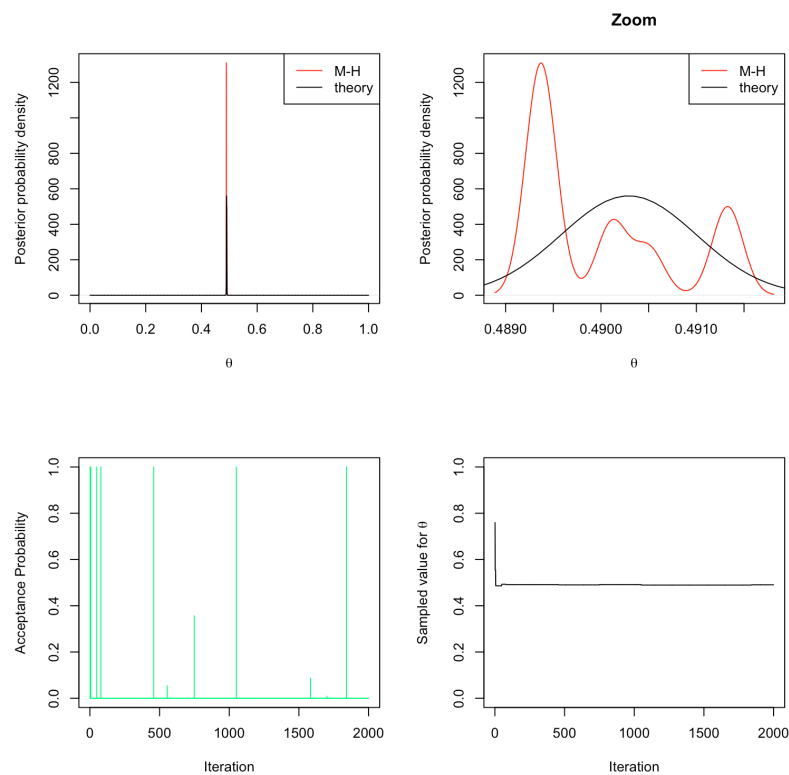 Posterior probability density
0 200 400 600 800 1200
M-H
theory
0.0 0.2 0.4 0.6 0.8 1.0
θ
Zoom
Posterior probability density
0 200 400 600 800 1200
M-H
theory
0.4890 0.4900 0.4910
θ
Acceptance Probability
0.0 0.2 0.4 0.6 0.8 1.0
0 500 1000 1500 2000
Iteration
Sampled value for θ
0.0 0.2 0.4 0.6 0.8 1.0
0 500 1000 1500 2000
Iteration